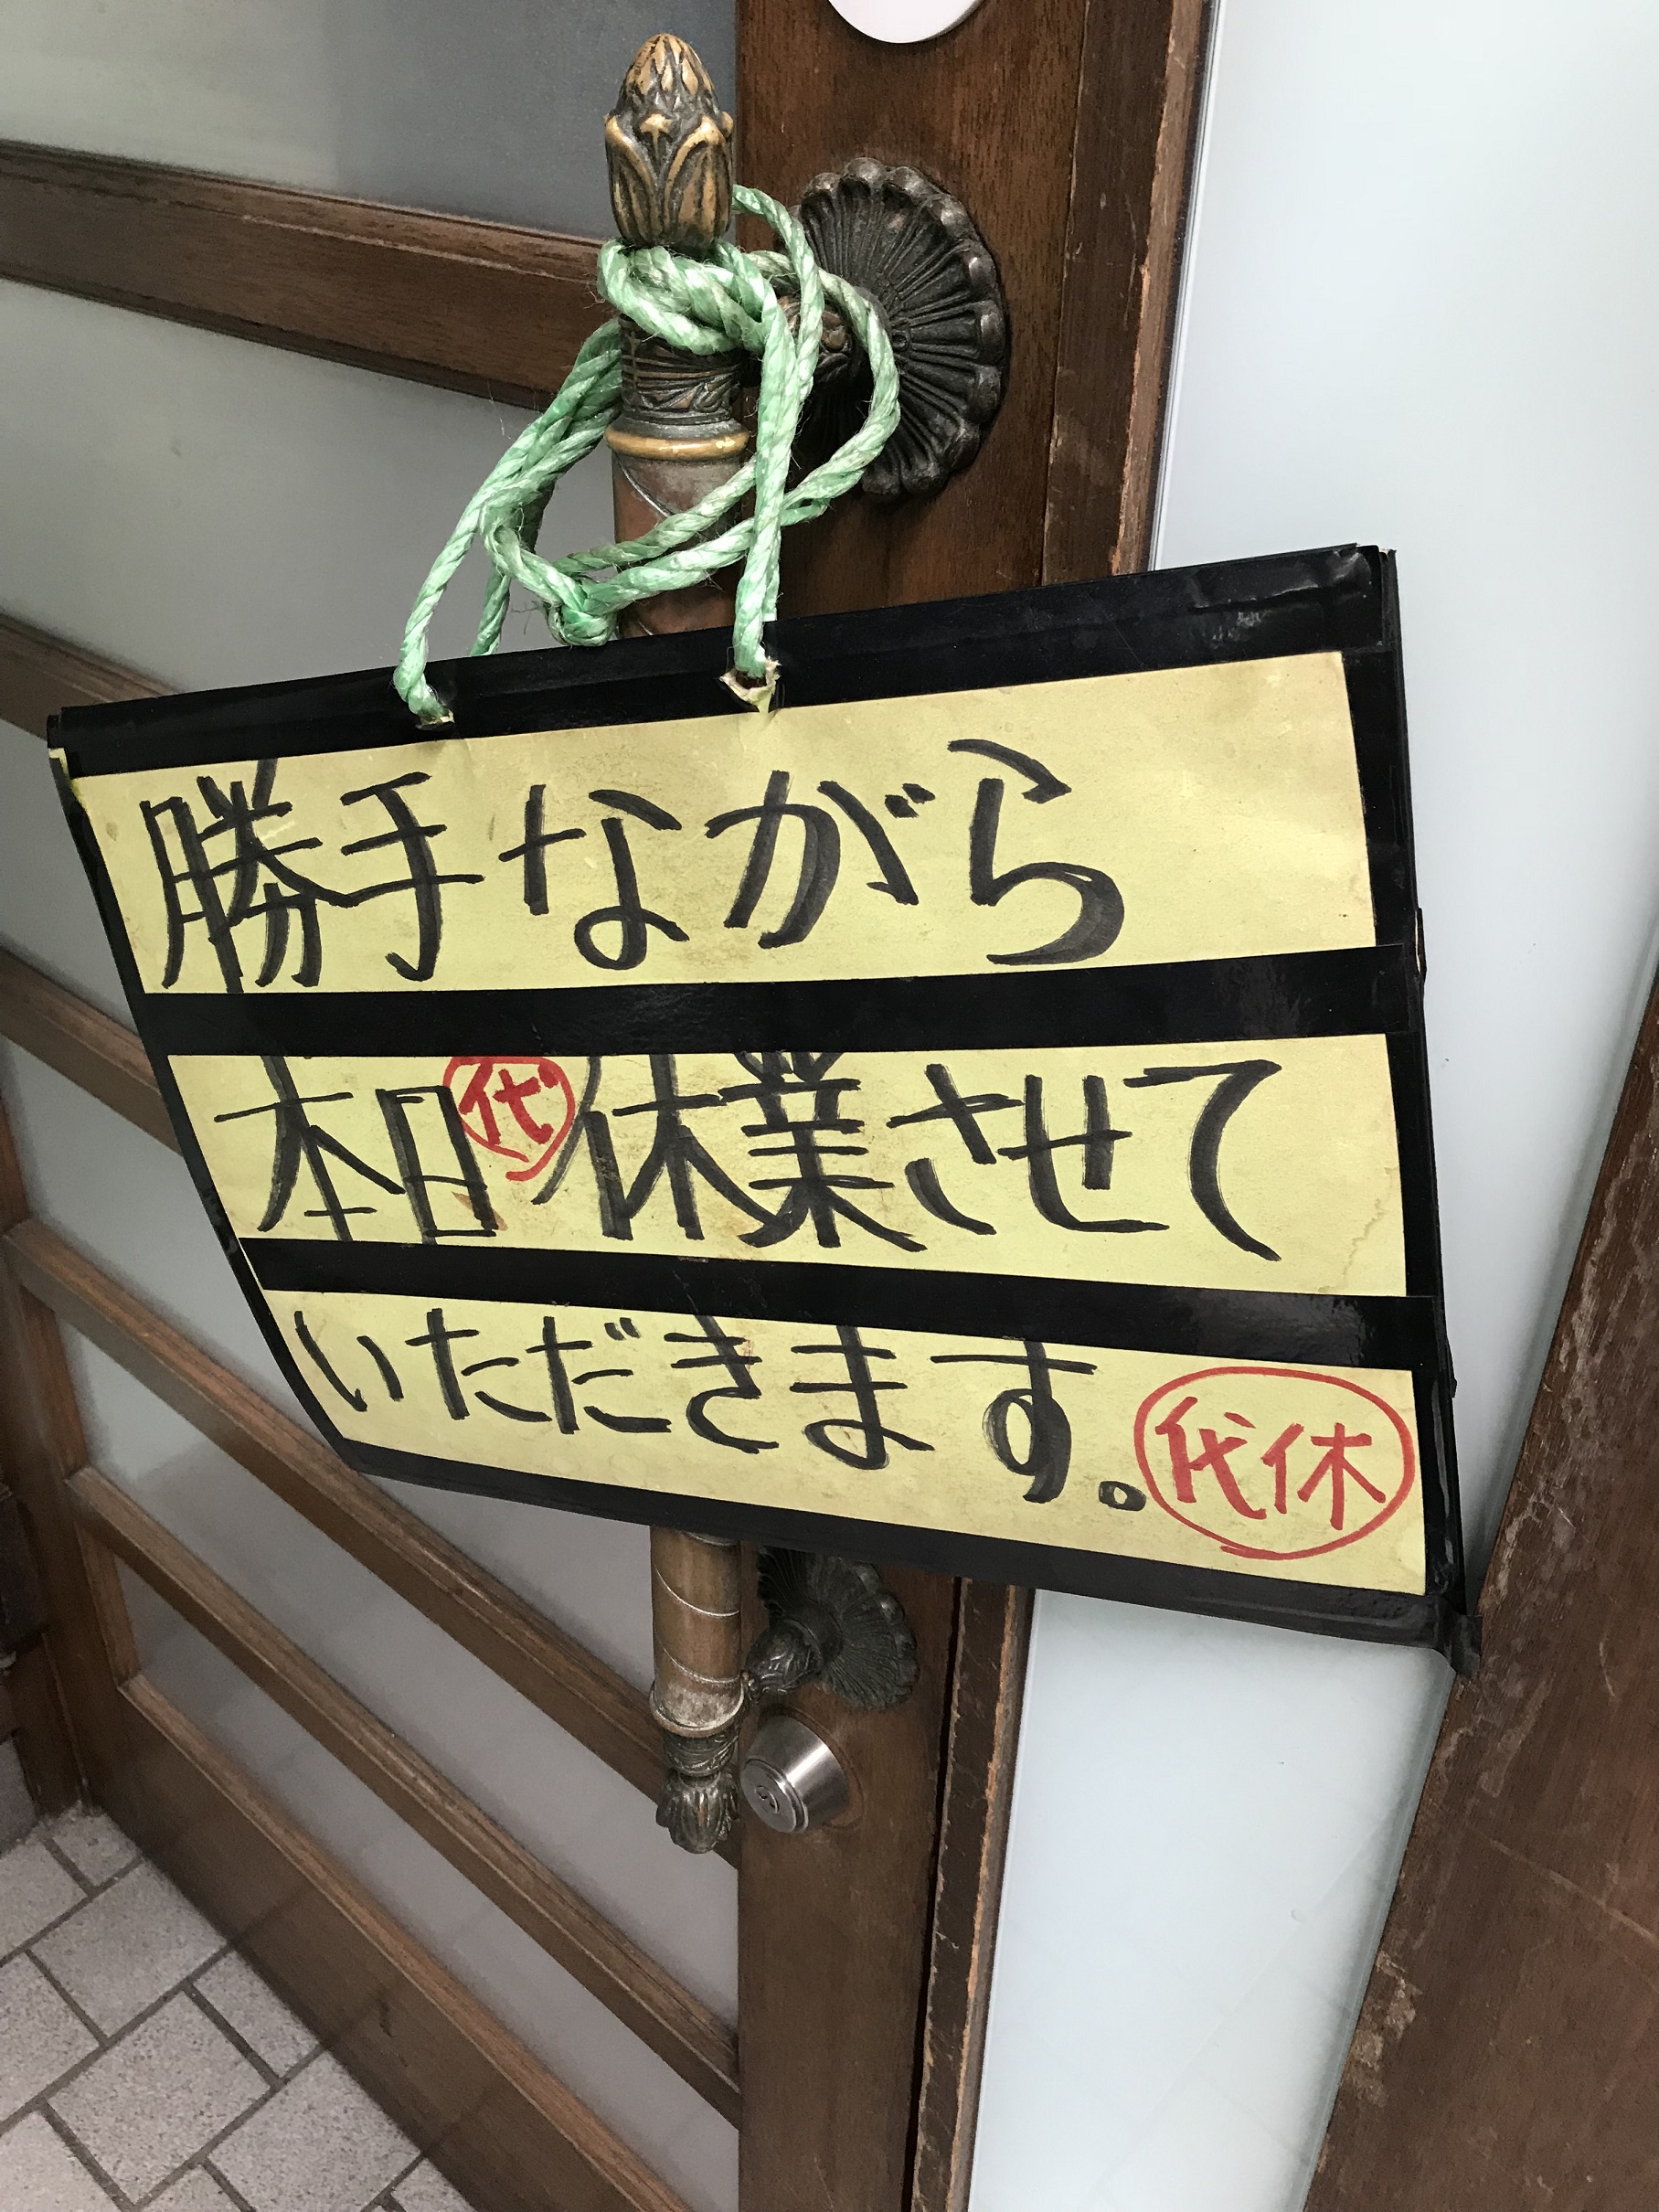 勝手ながら
本日代休業させて
いただきます。代休